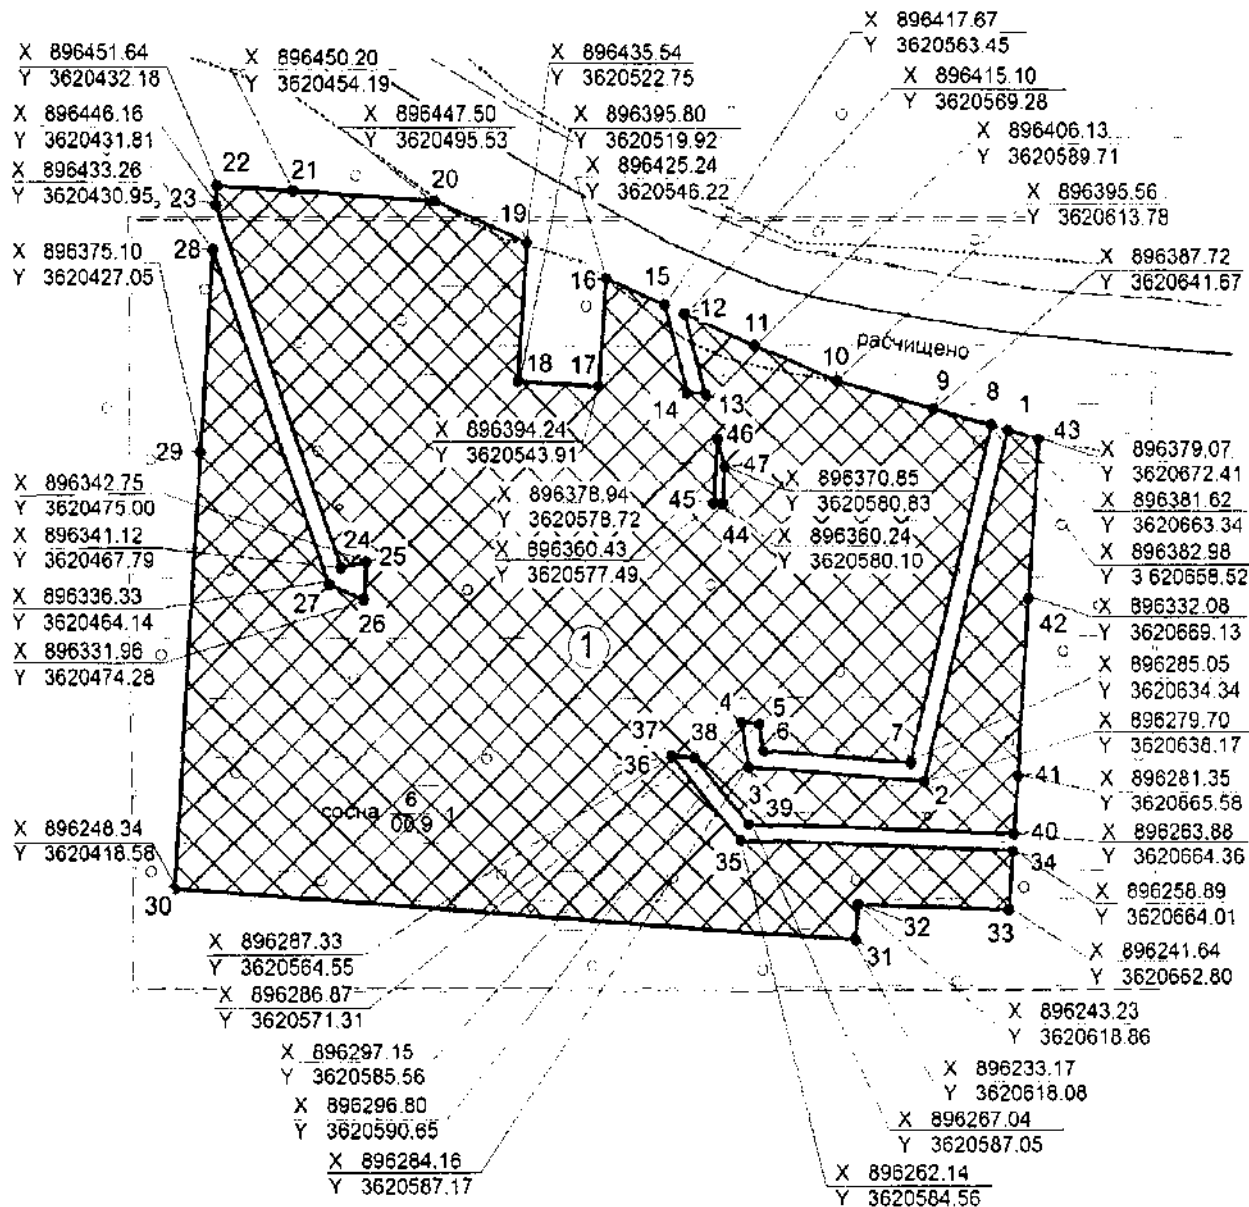 X 896417.67
Y 3620563.45
X 896451.64
Y 3620432.18
X 896450.20
Y 3620454.19
X 896435.54
Y 3620522.75
X 896415.10
Y 3620569.28
X 896446.16
Y 3620431.81
X 896447.50
Y 3620495.53
X 896395.80
Y 3620519.92
X 896406.13
Y 3620589.71
X 896433.26
Y 3620430.95
X 896425.24
Y 3620546.22
X 896395.56
Y 3620613.78
22
21
20
23
19
X 896375.10
Y 3620427.05
28
X 896387.72
Y 3620641.67
16
15
12
11
расчищено
10
9
8
1
43
18
17
14
13
29
X 896394.24
Y 3620543.91
46
47
X 896379.07
Y 3620672.41
X 896342.75
Y 3620475.00
X 896378.94
Y 3620578.72
45
44
X 896370.85
Y 3620580.83
X 896381.62
Y 3620663.34
X 896341.12
Y 3620467.79
24
25
X 896360.43
Y 3620577.49
X 896360.24
Y 3620580.10
X 896382.98
Y 3 620658.52
X 896336.33
Y 3620464.14
27
26
42
X 896332.08
Y 3620669.13
X 896331.96
Y 3620474.28
1
X 896285.05
Y 3620634.34
4
5
6
7
X 896279.70
Y 3620638.17
37
38
36
3
39
2
41
X 896281.35
Y 3620665.58
сосна 6 1
00.9
X 896248.34
Y 3620418.58
35
40
34
X 896263.88
Y 3620664.36
30
32
33
31
X 896258.89
Y 3620664.01
X 896287.33
Y 3620564.55
X 896241.64
Y 3620662.80
X 896286.87
Y 3620571.31
X 896243.23
Y 3620618.86
X 896297.15
Y 3620585.56
X 896233.17
Y 3620618.08
X 896296.80
Y 3620590.65
X 896267.04
Y 3620587.05
X 896284.16
Y 3620587.17
X 896262.14
Y 3620584.56